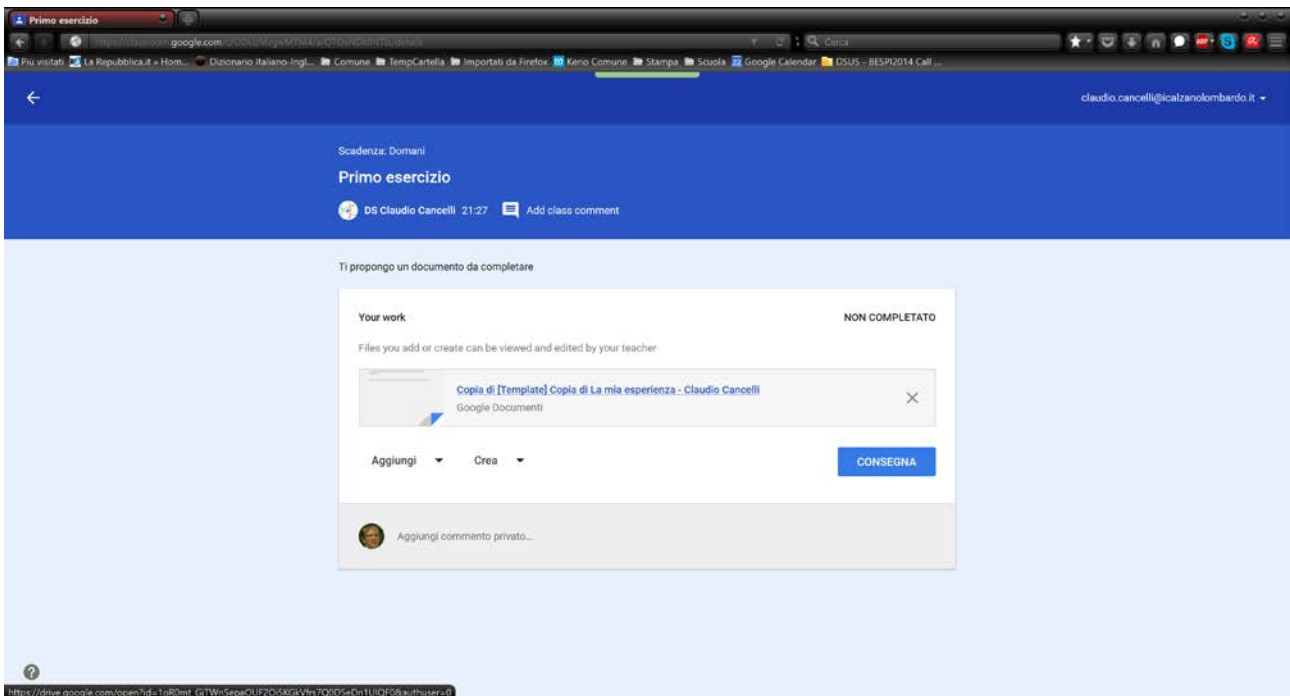 Primo esercizio
google.com
Cerca
Più visitati La Repubblica.it » Hom... Dizionario Italiano-Ingl... Comune TempCartella Importati da Firefox Kerio Comune Stampa Scuola Google Calendar DSUS - BESPI2014 Call ...
claudio.cancelli@icalzanolombardo.it
Scadenza: Domani
Primo esercizio
DS Claudio Cancelli 21:27 Add class comment
Ti propongo un documento da completare
Your work NON COMPLETATO
Files you add or create can be viewed and edited by your teacher
Copia di [Template] Copia di La mia esperienza - Claudio Cancelli
Google Documenti
Aggiungi Crea CONSEGNA
Aggiungi commento privato...